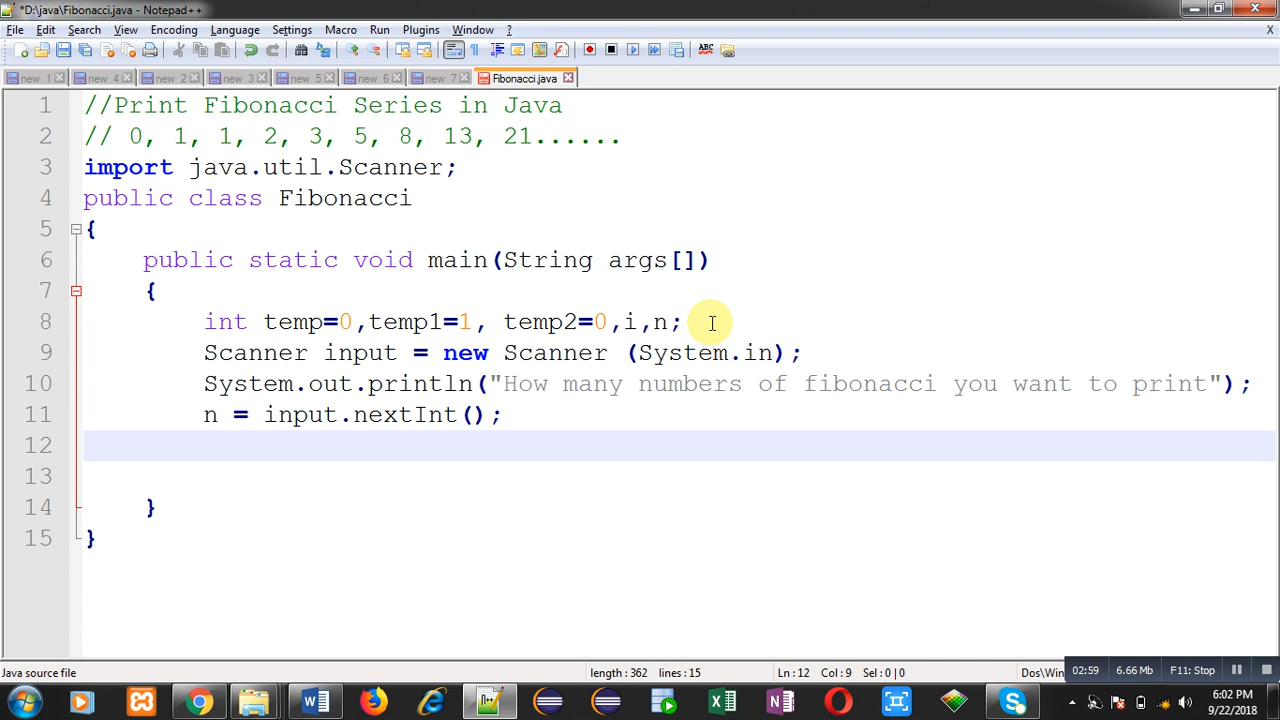 *D:\java\Fibonacci.java - Notepad++
File Edit Search View Encoding Language Settings Macro Run Plugins Window ? X
new 1 new 4 new 2 new 3 new 5 new 6 new 7 Fibonacci.java
1 //Print Fibonacci Series in Java
2 // 0, 1, 1, 2, 3, 5, 8, 13, 21......
3 import java.util.Scanner;
4 public class Fibonacci
5 {
6 public static void main(String args[])
7 {
8 int temp=0,temp1=1, temp2=0,i,n;
9 Scanner input = new Scanner (System.in);
10 System.out.println("How many numbers of fibonacci you want to print");
11 n = input.nextInt();
12
13
14 }
15 }
Java source file length : 362 lines : 15 Ln : 12 Col : 9 Sel : 0 | 0 Dos\Win 02:59 6.66 Mb F11: Stop
6:02 PM
9/22/2018